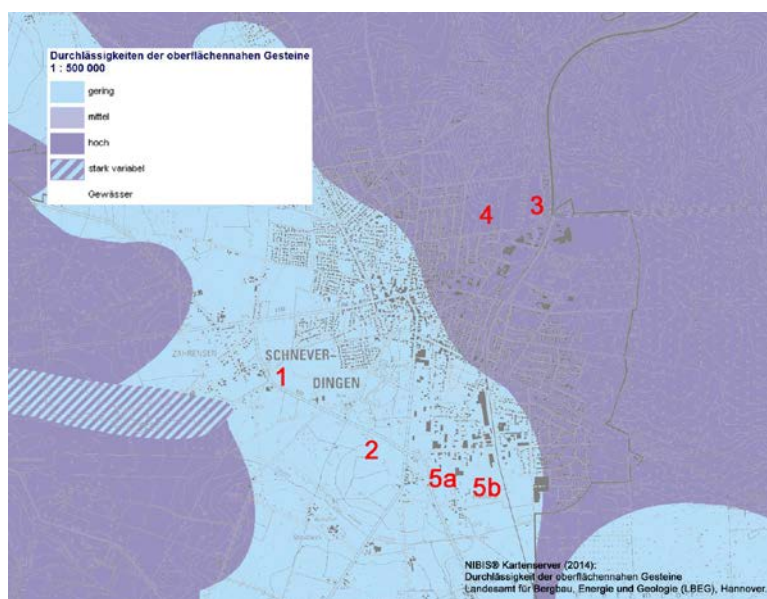 Durchlässigkeiten der oberflächennahen Gesteine
1 : 500 000
gering
mittel
hoch
stark variabel
Gewässer
4
3
SCHNEVER-
DINGEN
1
2
5a
5b
NIBIS® Kartenserver (2014):
Durchlässigkeit der oberflächennahen Gesteine
Landesamt für Bergbau, Energie und Geologie (LBEG), Hannover.